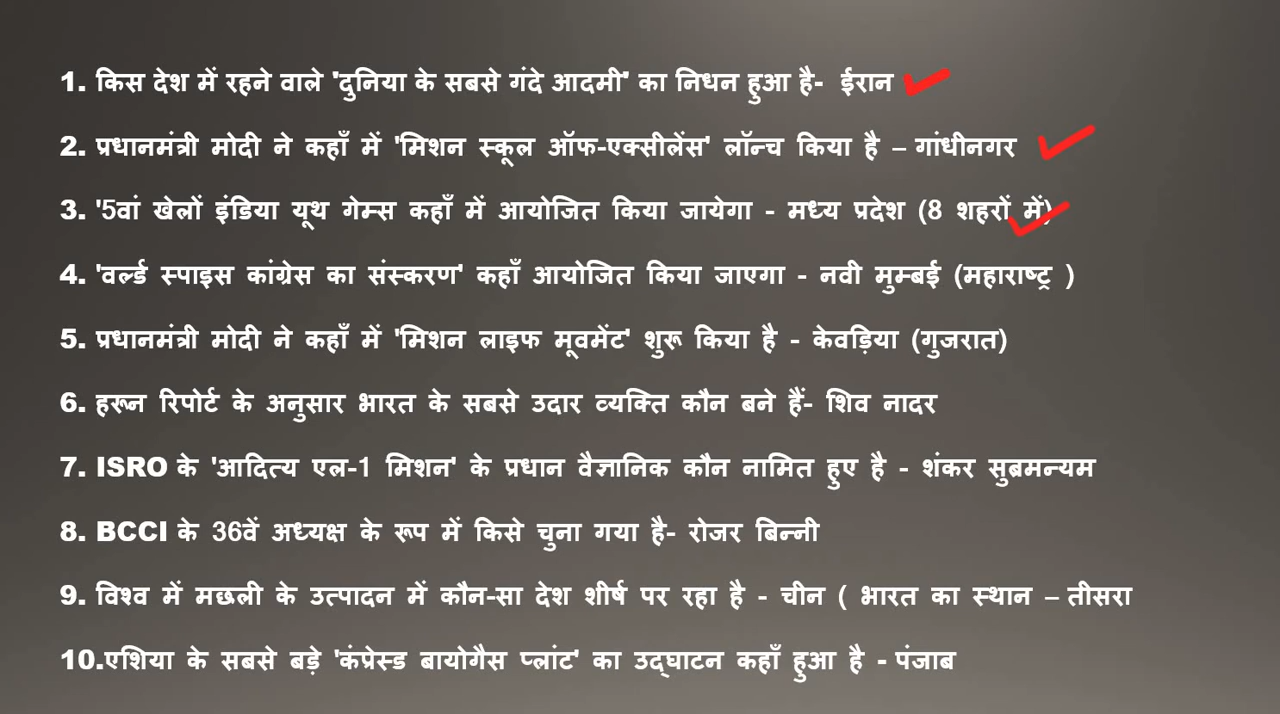 1. किस देश में रहने वाले 'दुनिया के सबसे गंदे आदमी' का निधन हुआ है- ईरान
2. प्रधानमंत्री मोदी ने कहाँ में 'मिशन स्कूल ऑफ-एक्सीलेंस' लॉन्च किया है – गांधीनगर
3. '5वां खेलों इंडिया यूथ गेम्स कहाँ में आयोजित किया जायेगा - मध्य प्रदेश (8 शहरों में)
4. 'वर्ल्ड स्पाइस कांग्रेस का संस्करण' कहाँ आयोजित किया जाएगा - नवी मुम्बई (महाराष्ट्र )
5. प्रधानमंत्री मोदी ने कहाँ में 'मिशन लाइफ मूवमेंट' शुरू किया है - केवड़िया (गुजरात)
6. हरून रिपोर्ट के अनुसार भारत के सबसे उदार व्यक्ति कौन बने हैं- शिव नादर
7. ISRO के 'आदित्य एल-1 मिशन' के प्रधान वैज्ञानिक कौन नामित हुए है - शंकर सुब्रमन्यम
8. BCCI के 36वें अध्यक्ष के रूप में किसे चुना गया है- रोजर बिन्नी
9. विश्व में मछली के उत्पादन में कौन-सा देश शीर्ष पर रहा है - चीन ( भारत का स्थान – तीसरा
10.एशिया के सबसे बड़े 'कंप्रेस्ड बायोगैस प्लांट' का उद्घाटन कहाँ हुआ है - पंजाब